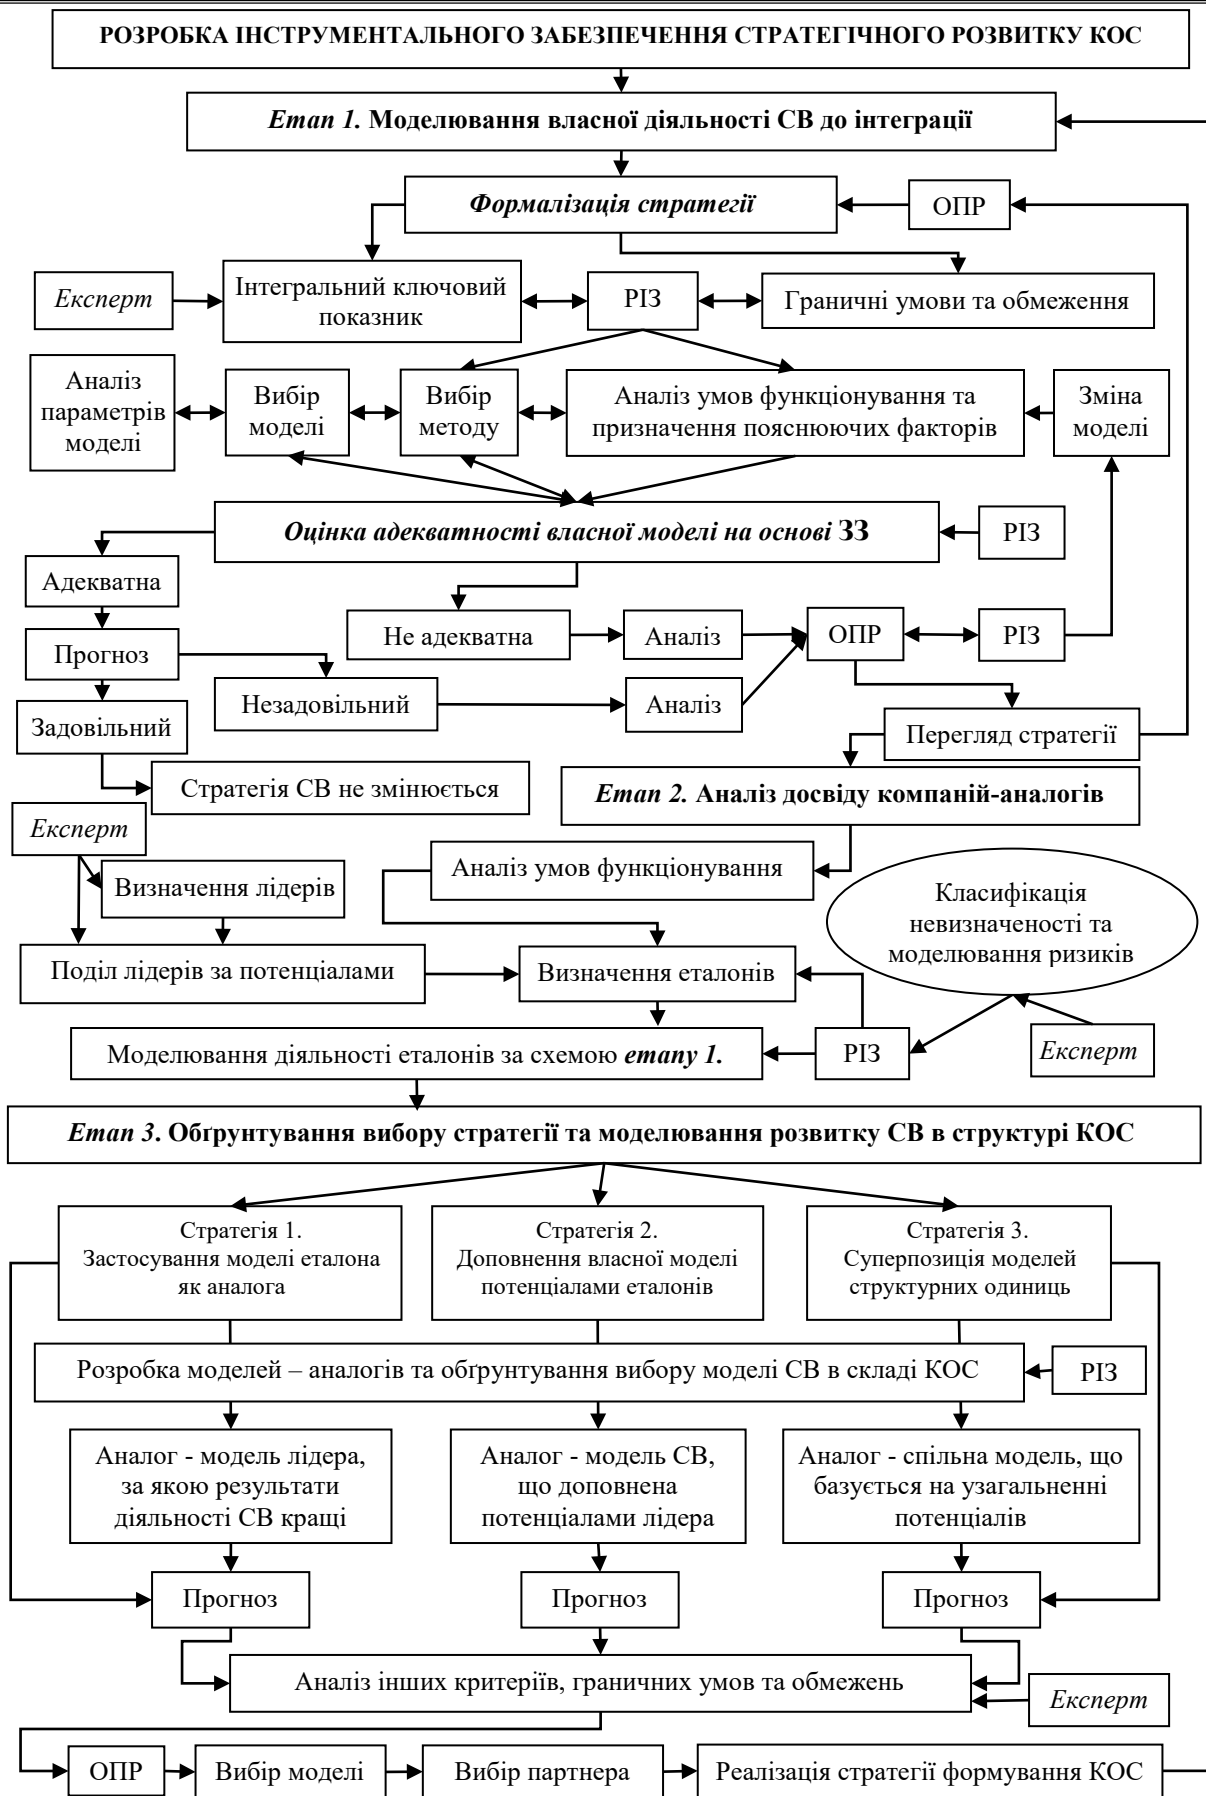 РОЗРОБКА ІНСТРУМЕНТАЛЬНОГО ЗАБЕЗПЕЧЕННЯ СТРАТЕГІЧНОГО РОЗВИТКУ КОС
Етап 1. Моделювання власної діяльності СВ до інтеграції
Формалізація стратегії
ОПР
Експерт
Інтегральний ключовий
показник
РІЗ
Граничні умови та обмеження
Аналіз
параметрів
моделі
Вибір
моделі
Вибір
методу
Аналіз умов функціонування та
призначення пояснюючих факторів
Зміна
моделі
Оцінка адекватності власної моделі на основі ЗЗ
РІЗ
Адекватна
Не адекватна
Аналіз
ОПР
РІЗ
Прогноз
Незадовільний
Аналіз
Задовільний
Перегляд стратегії
Стратегія СВ не змінюється
Етап 2. Аналіз досвіду компаній-аналогів
Експерт
Аналіз умов функціонування
Визначення лідерів
Класифікація
невизначеності та
моделювання ризиків
Поділ лідерів за потенціалами
Визначення еталонів
Моделювання діяльності еталонів за схемою етапу 1.
РІЗ
Експерт
Етап 3. Обґрунтування вибору стратегії та моделювання розвитку СВ в структурі КОС
Стратегія 1.
Застосування моделі еталона
як аналога
Стратегія 2.
Доповнення власної моделі
потенціалами еталонів
Стратегія 3.
Суперпозиція моделей
структурних одиниць
Розробка моделей – аналогів та обґрунтування вибору моделі СВ в складі КОС
РІЗ
Аналог - модель лідера,
за якою результати
діяльності СВ кращі
Аналог - модель СВ,
що доповнена
потенціалами лідера
Аналог - спільна модель, що
базується на узагальненні
потенціалів
Прогноз
Прогноз
Прогноз
Аналіз інших критеріїв, граничних умов та обмежень
Експерт
ОПР
Вибір моделі
Вибір партнера
Реалізація стратегії формування КОС